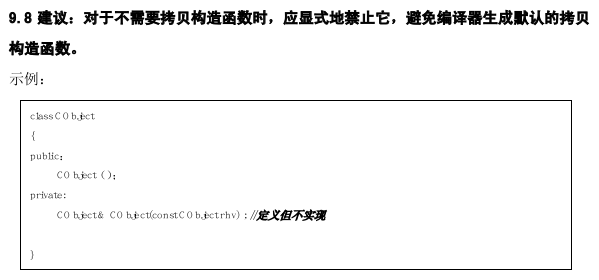 9.8 建议：对于不需要拷贝构造函数时，应显式地禁止它，避免编译器生成默认的拷贝
构造函数。
示例：
class CObject
{
public:
CObject ();
private:
CObject& CObject(const CObject rhv) ; //定义但不实现
}